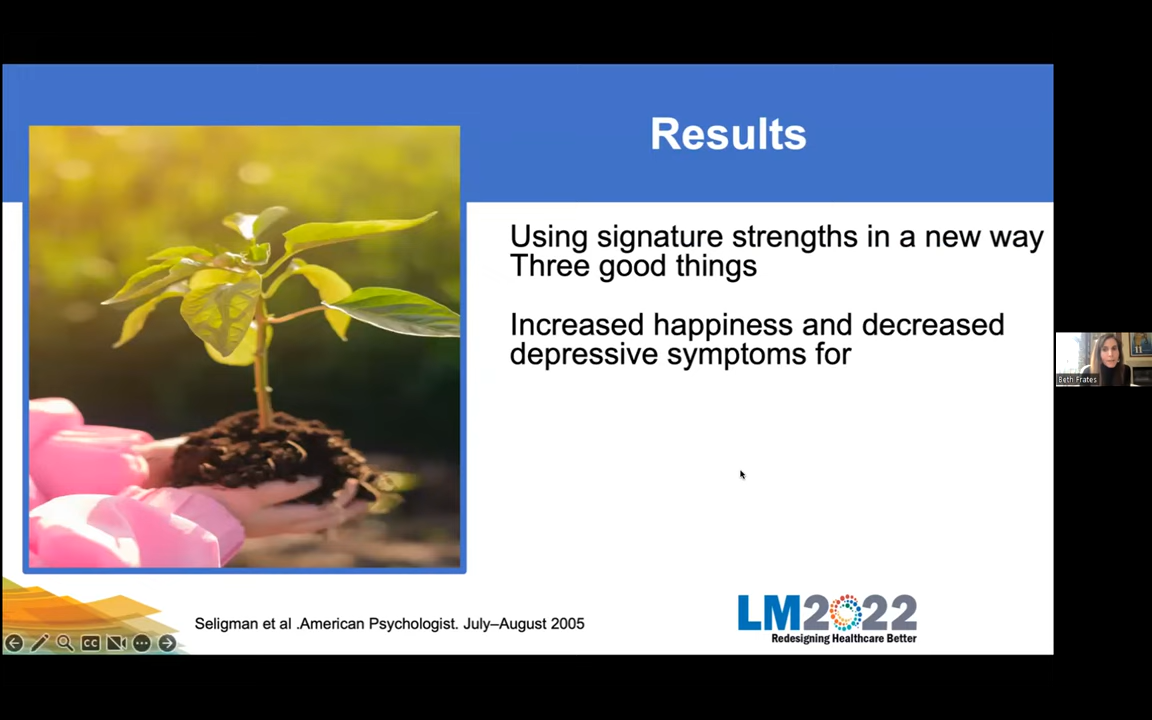 Results
Using signature strengths in a new way
Three good things
Increased happiness and decreased
depressive symptoms for
Beth Frates
Seligman et al .American Psychologist. July–August 2005
LM2022
Redesigning Healthcare Better
CC